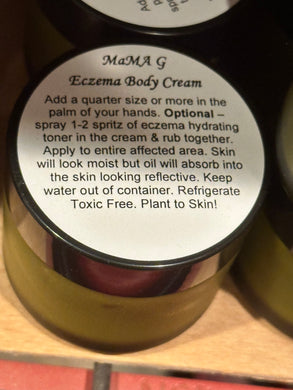 MaMA G
Eczema Body Cream
Add a quarter size or more in the
palm of your hands. Optional –
spray 1-2 spritz of eczema hydrating
toner in the cream & rub together.
Apply to entire affected area. Skin
will look moist but oil will absorb into
the skin looking reflective. Keep
water out of container. Refrigerate
Toxic Free. Plant to Skin!